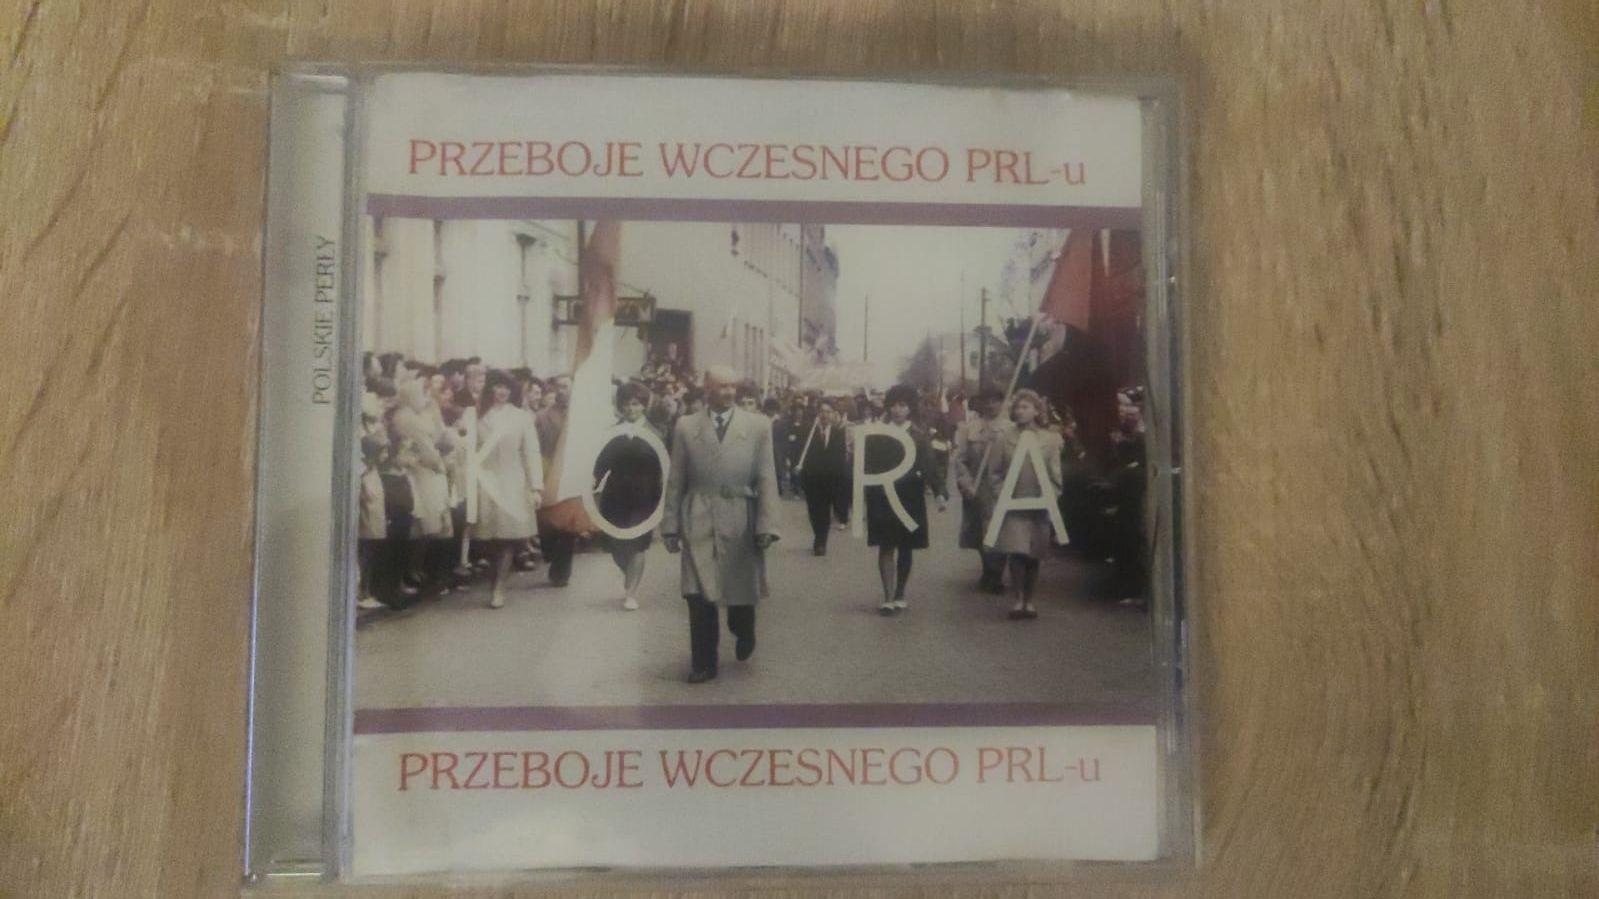 PRZEBOJE WCZESNEGO PRL-u
POLSKIE PERŁY
KORA
PRZEBOJE WCZESNEGO PRL-u